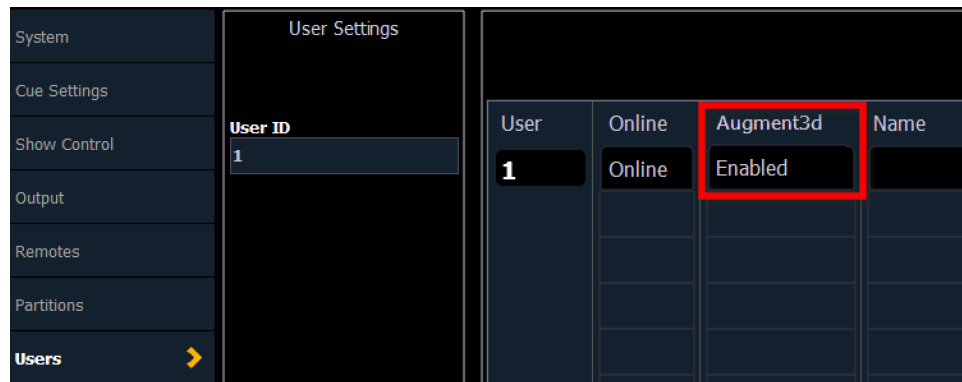 System
Cue Settings
Show Control
Output
Remotes
Partitions
Users
User Settings
User ID
1
User Online Augment3d Name
1 Online Enabled